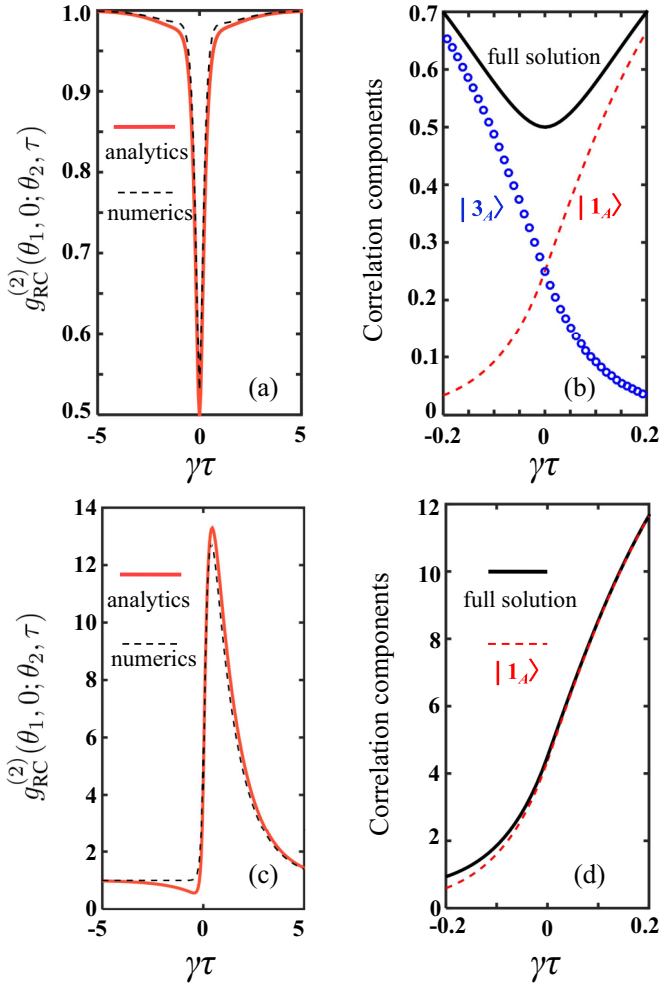 1.0
0.9
0.8
0.7
0.6
0.5
-5
0
5
g_RC^(2)(θ₁, 0; θ₂, τ)
γτ
analytics
numerics
(a)
0.7
0.6
0.5
0.4
0.3
0.2
0.1
0
-0.2
0
0.2
Correlation components
γτ
full solution
| 3_A⟩
| 1_A⟩
(b)
14
12
10
8
6
4
2
1
0
-5
0
5
g_RC^(2)(θ₁, 0; θ₂, τ)
γτ
analytics
numerics
(c)
12
10
8
6
4
2
0
-0.2
0
0.2
Correlation components
γτ
full solution
| 1_A⟩
(d)